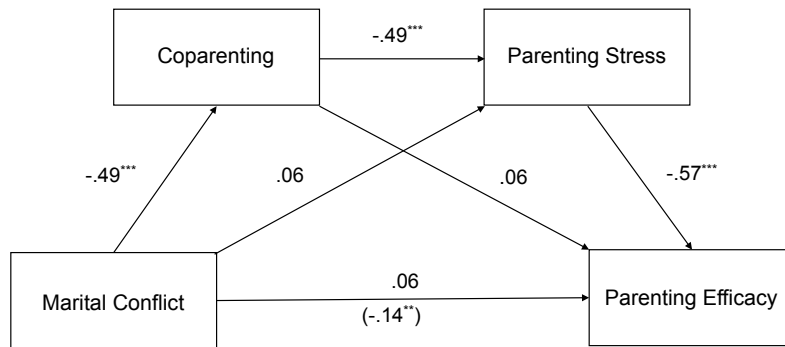 -.49***
Coparenting
Parenting Stress
-.49***
.06
.06
-.57***
Marital Conflict
.06
(-.14**)
Parenting Efficacy